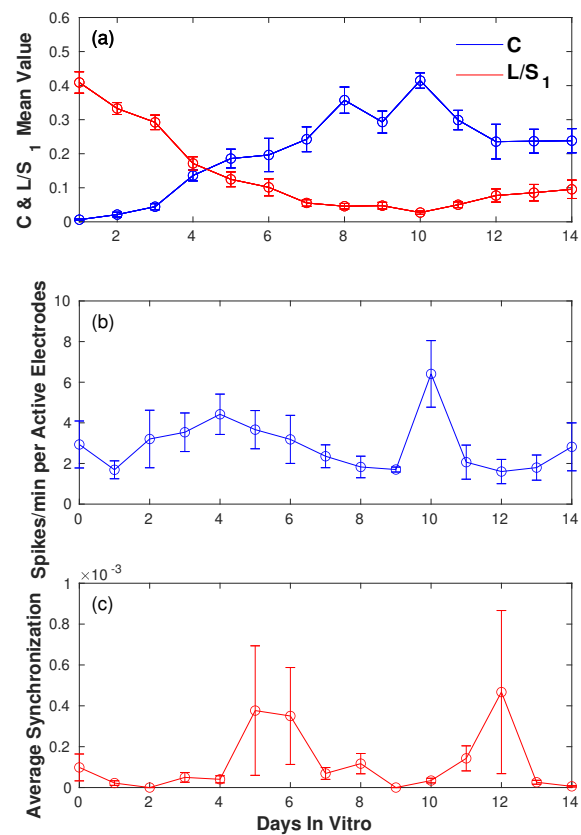 C & L/S1 Mean Value
(a)
C
L/S1
0.6
0.5
0.4
0.3
0.2
0.1
0
2 4 6 8 10 12 14
Spikes/min per Active Electrodes
(b)
10
8
6
4
2
0
0 2 4 6 8 10 12 14
Average Synchronization
×10-3
(c)
1
0.8
0.6
0.4
0.2
0
0 2 4 6 8 10 12 14
Days In Vitro